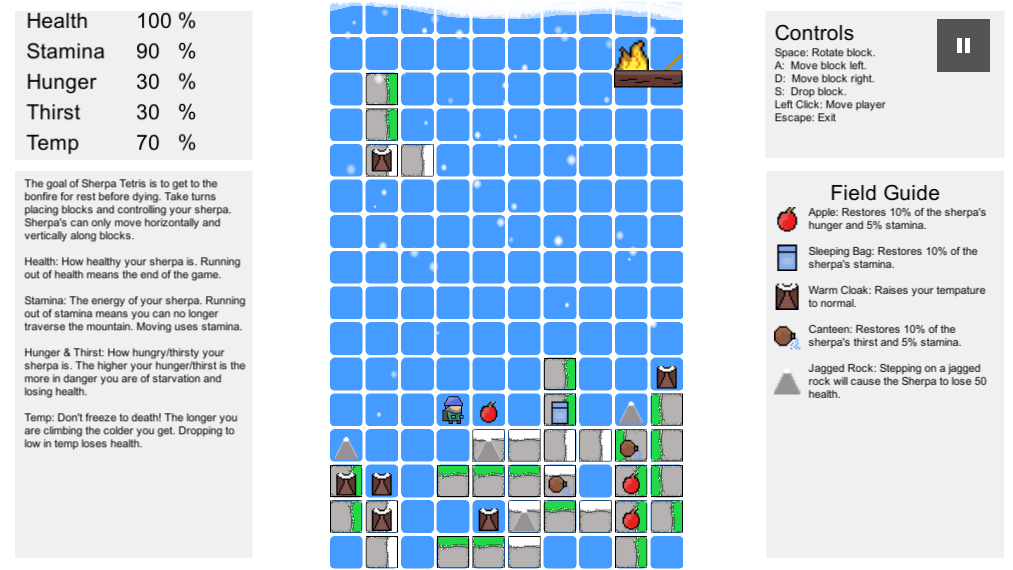 Health 100 %
Stamina 90 %
Hunger 30 %
Thirst 30 %
Temp 70 %
The goal of Sherpa Tetris is to get to the
bonfire for rest before dying. Take turns
placing blocks and controlling your sherpa.
Sherpa's can only move horizontally and
vertically along blocks.
Health: How healthy your sherpa is. Running
out of health means the end of the game.
Stamina: The energy of your sherpa. Running
out of stamina means you can no longer
traverse the mountain. Moving uses stamina.
Hunger & Thirst: How hungry/thirsty your
sherpa is. The higher your hunger/thirst is the
more in danger you are of starvation and
losing health.
Temp: Don't freeze to death! The longer you
are climbing the colder you get. Dropping to
low in temp loses health.
Controls
Space: Rotate block.
A: Move block left.
D: Move block right.
S: Drop block.
Left Click: Move player
Escape: Exit
Field Guide
Apple: Restores 10% of the sherpa's
hunger and 5% stamina.
Sleeping Bag: Restores 10% of the
sherpa's stamina.
Warm Cloak: Raises your tempature
to normal.
Canteen: Restores 10% of the
sherpa's thirst and 5% stamina.
Jagged Rock: Stepping on a jagged
rock will cause the Sherpa to lose 50
health.